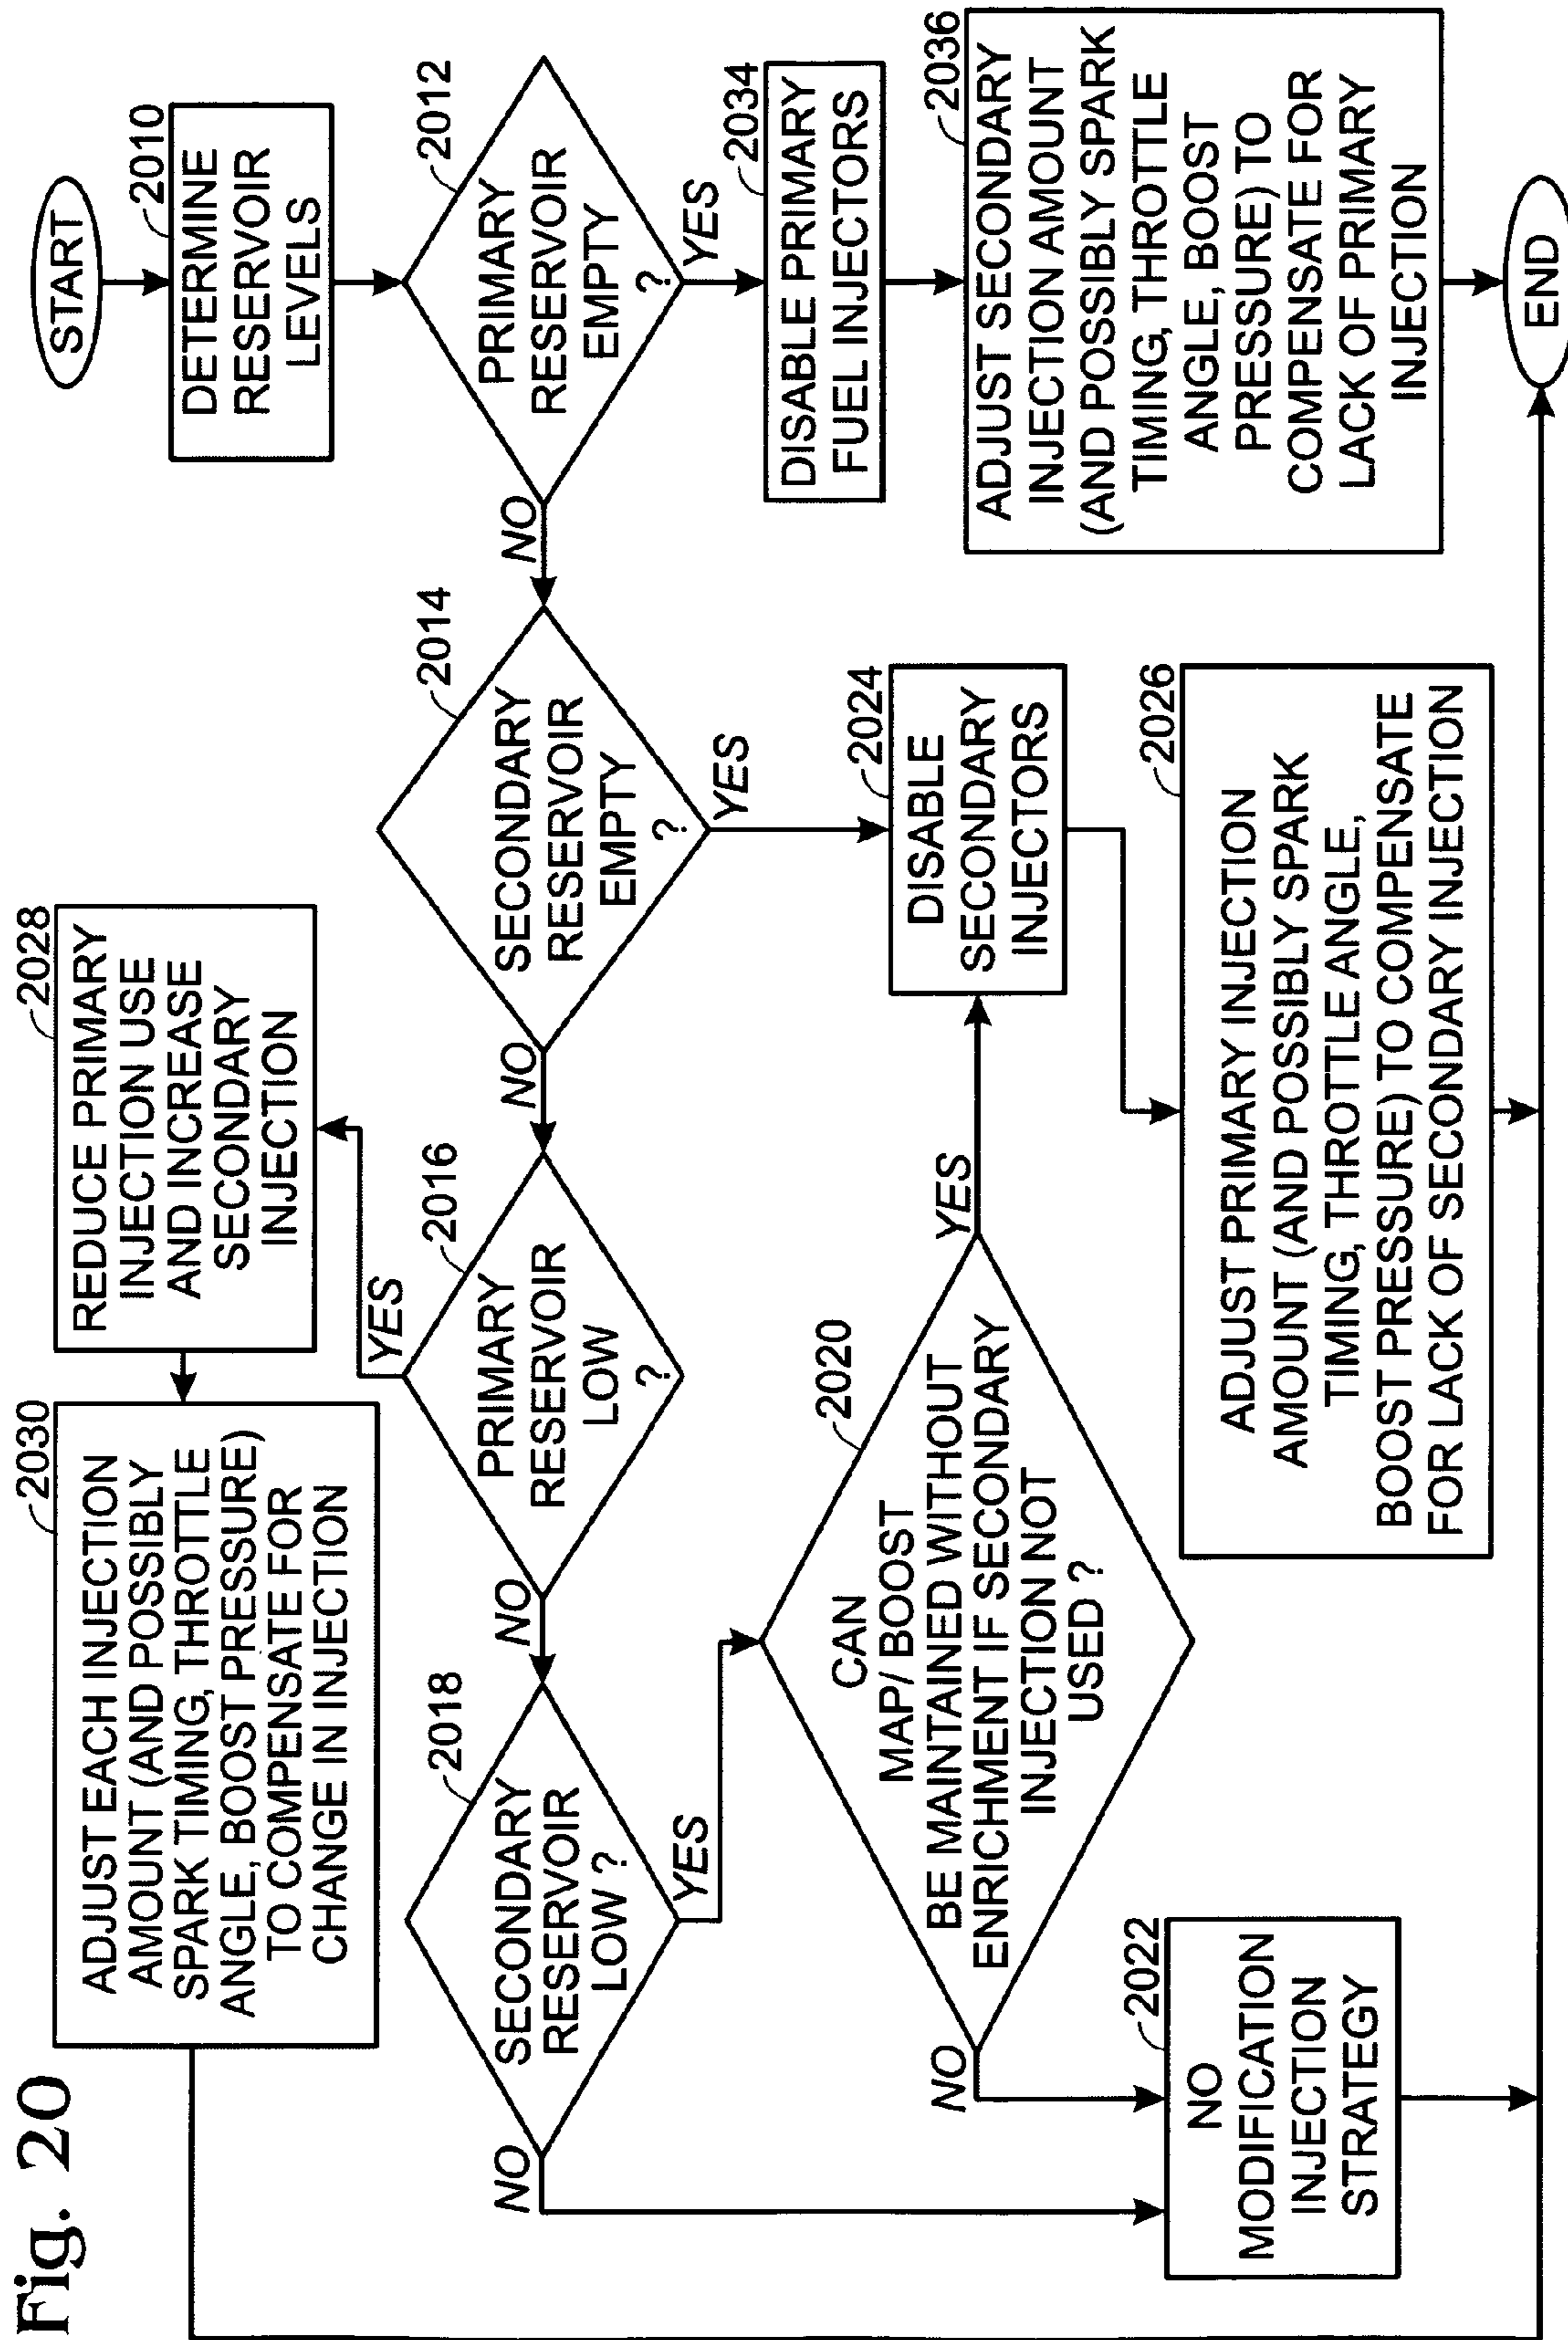 Fig. 20
START
2010
DETERMINE
RESERVOIR
LEVELS
2012
PRIMARY
RESERVOIR
EMPTY
?
YES
NO
2034
DISABLE PRIMARY
FUEL INJECTORS
2036
ADJUST SECONDARY
INJECTION AMOUNT
(AND POSSIBLY SPARK
TIMING, THROTTLE
ANGLE, BOOST
PRESSURE) TO
COMPENSATE FOR
LACK OF PRIMARY
INJECTION
END
2014
SECONDARY
RESERVOIR
EMPTY
?
YES
NO
2024
DISABLE
SECONDARY
INJECTORS
2026
ADJUST PRIMARY INJECTION
AMOUNT (AND POSSIBLY SPARK
TIMING, THROTTLE ANGLE,
BOOST PRESSURE) TO COMPENSATE
FOR LACK OF SECONDARY INJECTION
2016
PRIMARY
RESERVOIR
LOW
?
YES
NO
2028
REDUCE PRIMARY
INJECTION USE
AND INCREASE
SECONDARY
INJECTION
2030
ADJUST EACH INJECTION
AMOUNT (AND POSSIBLY
SPARK TIMING, THROTTLE
ANGLE, BOOST PRESSURE)
TO COMPENSATE FOR
CHANGE IN INJECTION
2018
SECONDARY
RESERVOIR
LOW ?
YES
NO
2020
CAN
MAP/ BOOST
BE MAINTAINED WITHOUT
ENRICHMENT IF SECONDARY
INJECTION NOT
USED ?
YES
NO
2022
NO
MODIFICATION
INJECTION
STRATEGY